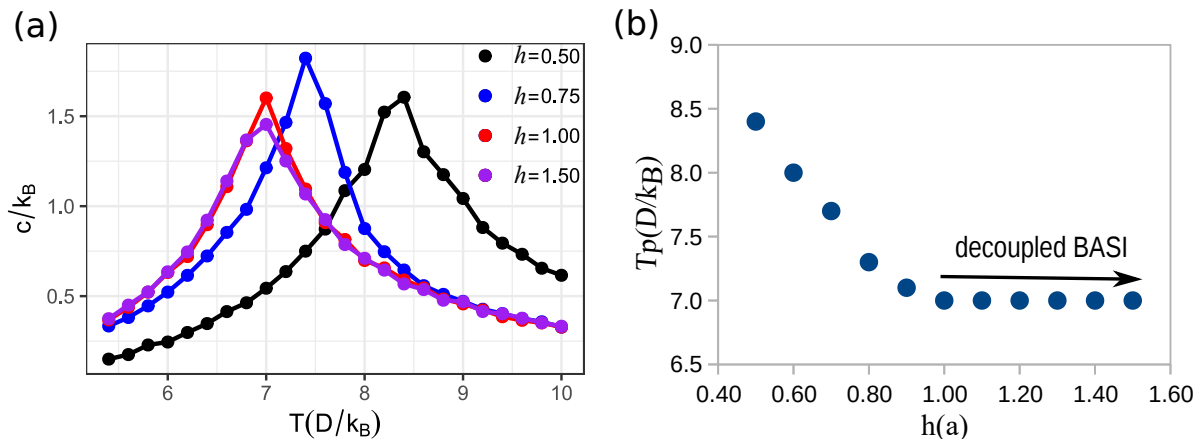 (a)
h=0.50
h=0.75
h=1.00
h=1.50
1.5
1.0
0.5
c/kB
6 7 8 9 10
T(D/kB)
(b)
9.0
8.5
8.0
7.5
7.0
6.5
Tp(D/kB)
decoupled BASI
0.40 0.60 0.80 1.00 1.20 1.40 1.60
h(a)